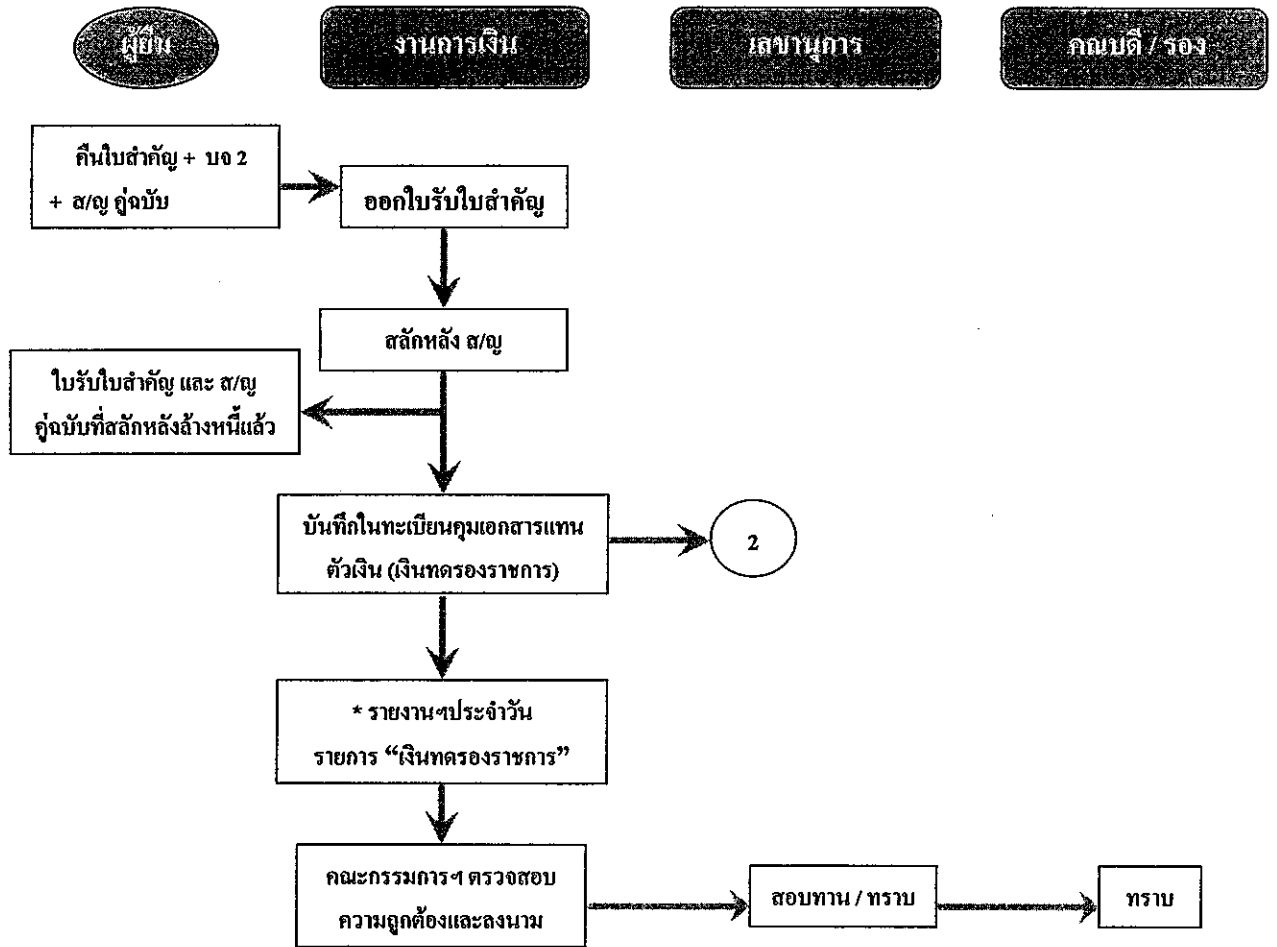 ผู้ยืม
งานการเงิน
เลขานุการ
คณบดี / รอง
คืนใบสำคัญ + บจ 2
+ ส/ญ คู่ฉบับ
ออกใบรับใบสำคัญ
สลักหลัง ส/ญ
ใบรับใบสำคัญ และ ส/ญ
คู่ฉบับที่สลักหลังล้างหนี้แล้ว
บันทึกในทะเบียนคุมเอกสารแทน
ตัวเงิน (เงินทดรองราชการ)
2
* รายงานฯประจำวัน
รายการ “เงินทดรองราชการ”
คณะกรรมการฯ ตรวจสอบ
ความถูกต้องและลงนาม
สอบทาน / ทราบ
ทราบ